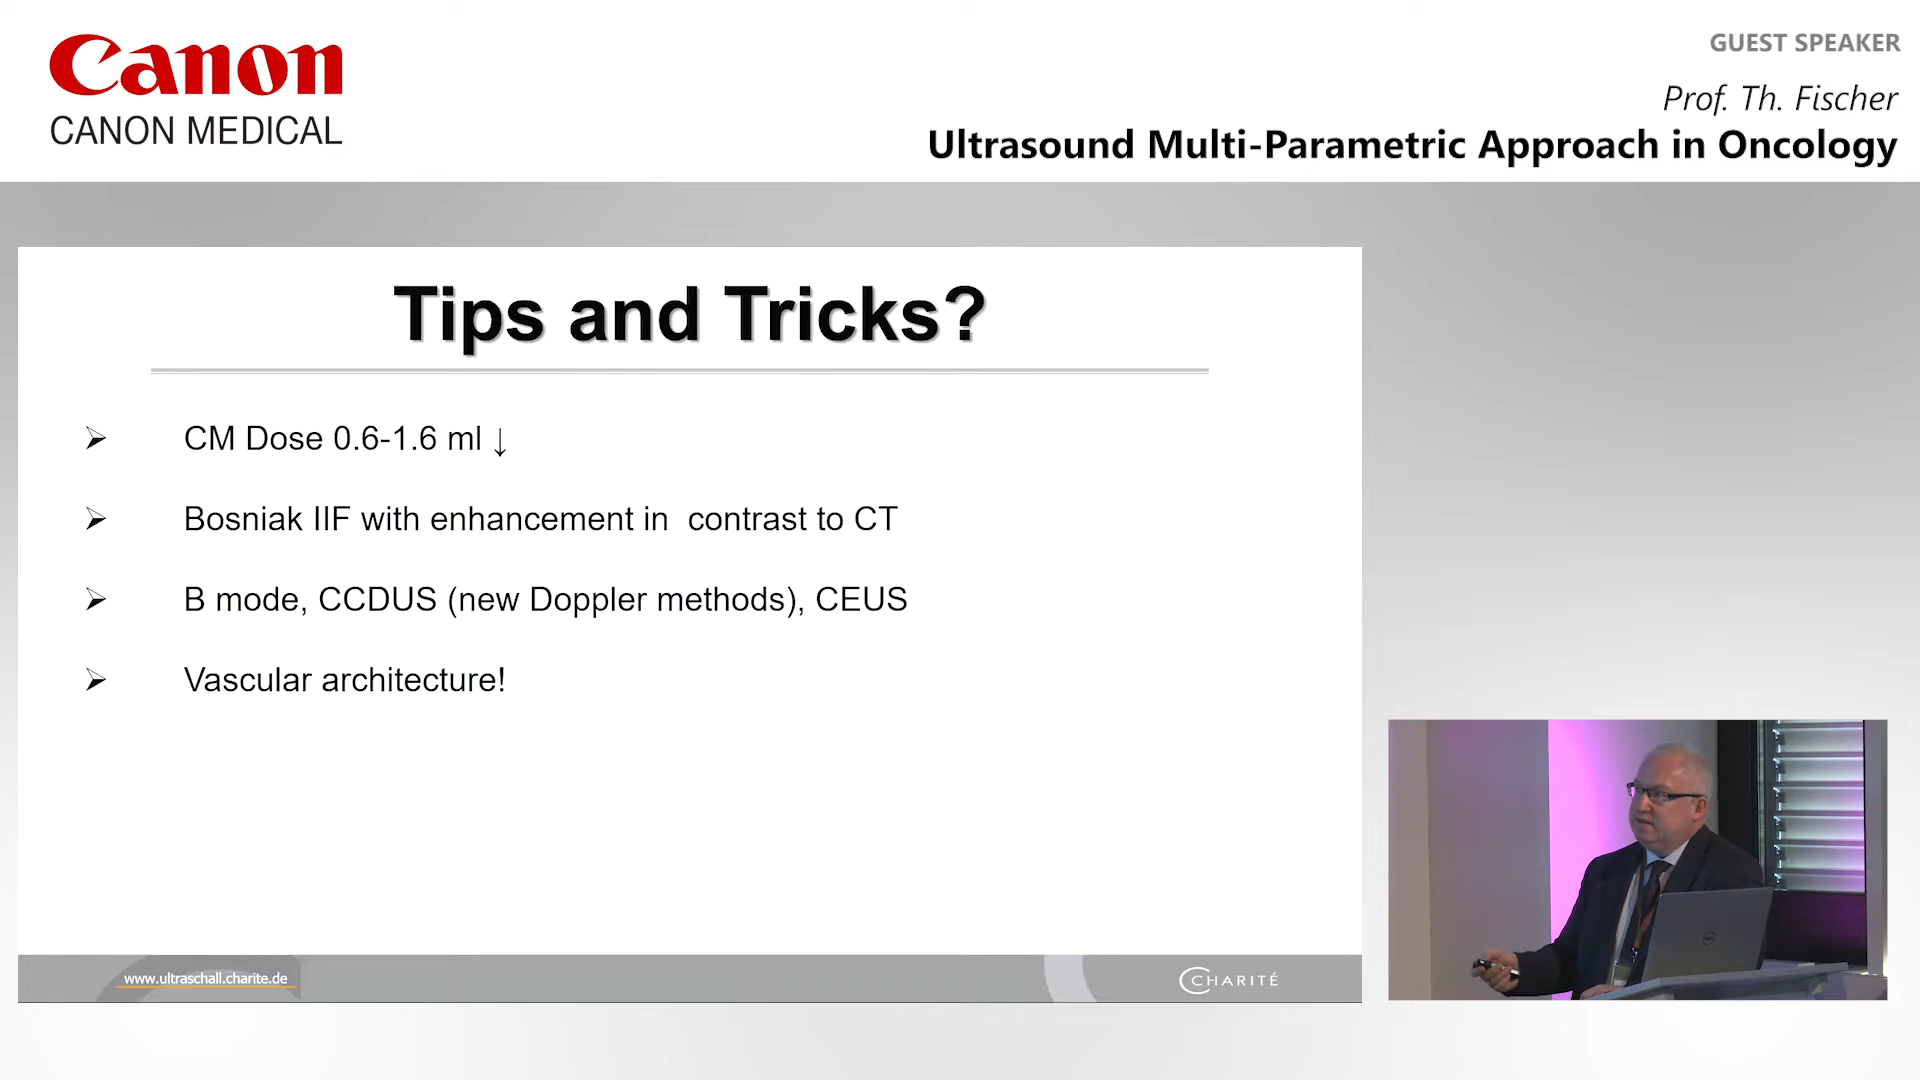 Canon
CANON MEDICAL
GUEST SPEAKER
Prof. Th. Fischer
Ultrasound Multi-Parametric Approach in Oncology
Tips and Tricks?
➢ CM Dose 0.6-1.6 ml ↓
➢ Bosniak IIF with enhancement in  contrast to CT
➢ B mode, CCDUS (new Doppler methods), CEUS
➢ Vascular architecture!
www.ultraschall.charite.de
CHARITÉ
DELL